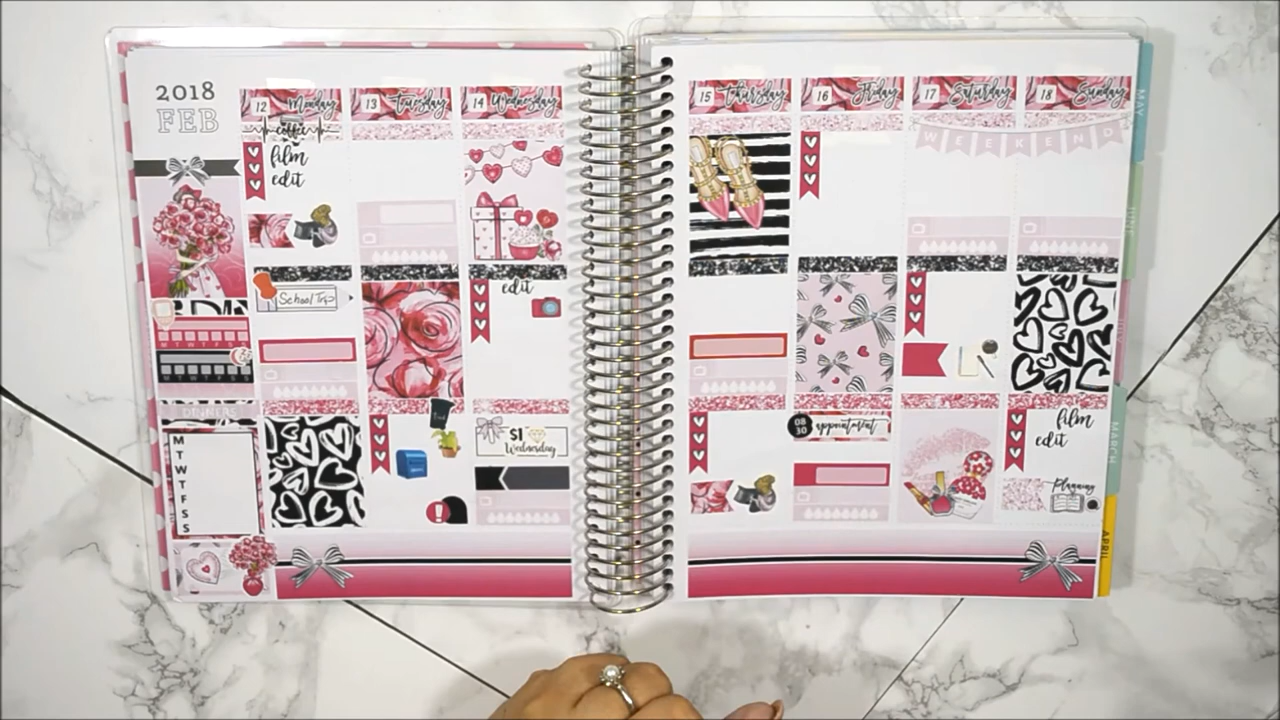 2018
FEB
12 Monday
13 Tuesday
14 Wednesday
15 Thursday
16 Friday
17 Saturday
18 Sunday
coffee
WEEKEND
film
edit
School Trip
edit
M T W T F S S
M T W T F S S
DINNERS
M
T
W
T
F
S
S
$1
Wednesday
08
30
appointment
film
edit
Planning
MAY
JUNE
MARCH
APRIL